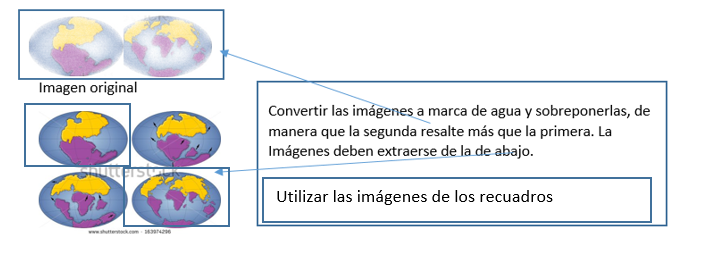 Imagen original
Convertir las imágenes a marca de agua y sobreponerlas, de
manera que la segunda resalte más que la primera. La
Imágenes deben extraerse de la de abajo.
Utilizar las imágenes de los recuadros
shutterstock
www.shutterstock.com · 163974296